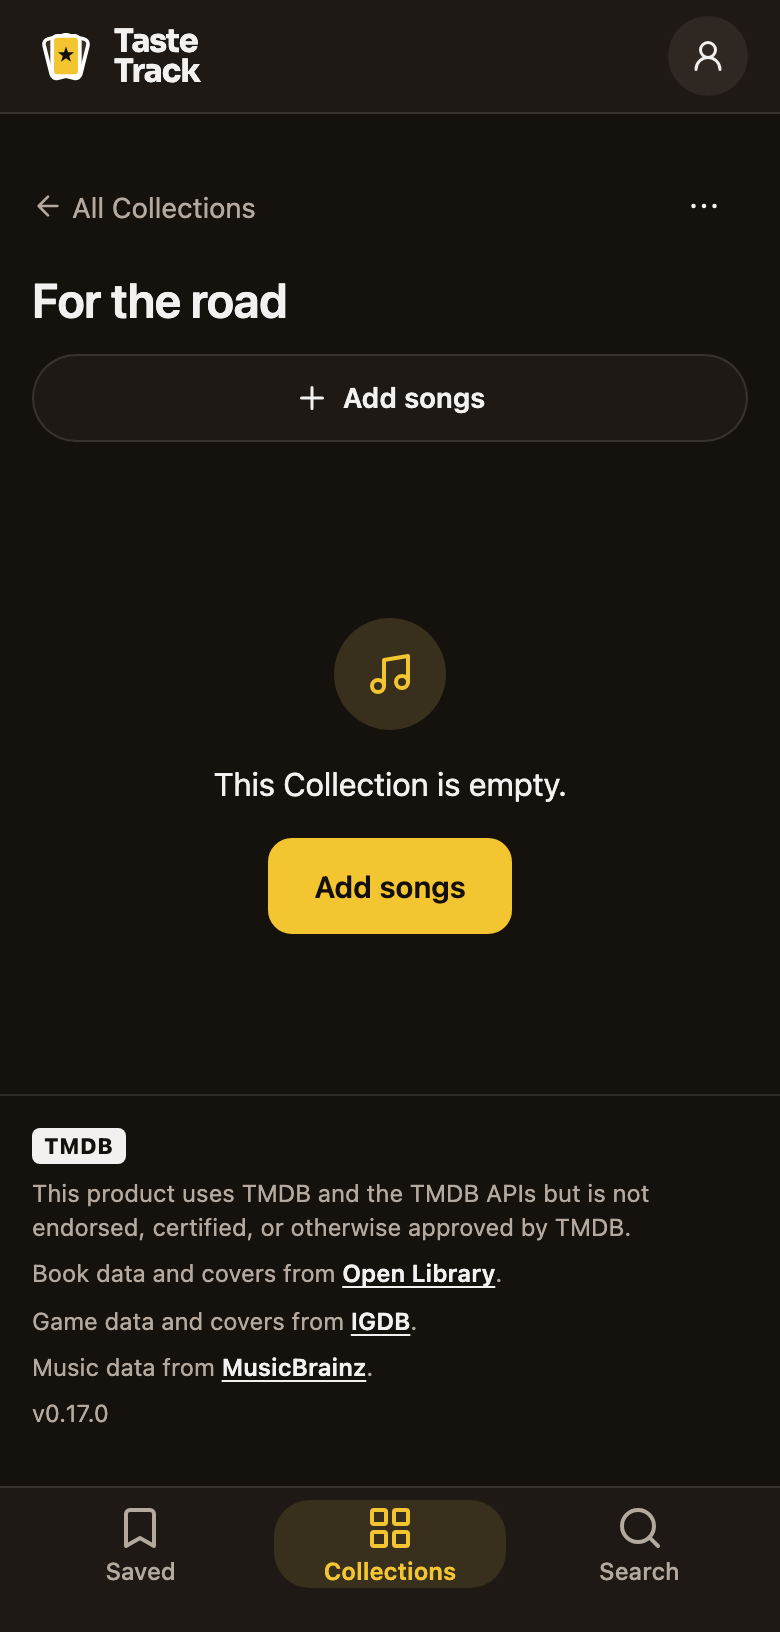 Taste
Track
All Collections
For the road
Add songs
This Collection is empty.
Add songs
TMDB
This product uses TMDB and the TMDB APIs but is not
endorsed, certified, or otherwise approved by TMDB.
Book data and covers from Open Library.
Game data and covers from IGDB.
Music data from MusicBrainz.
v0.17.0
Saved
Collections
Search